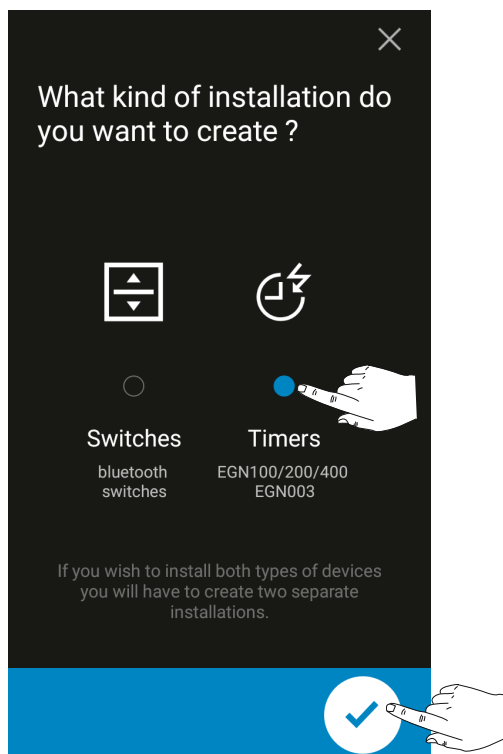 What kind of installation do
you want to create ?
Switches
bluetooth
switches
Timers
EGN100/200/400
EGN003
If you wish to install both types of devices
you will have to create two separate
installations.